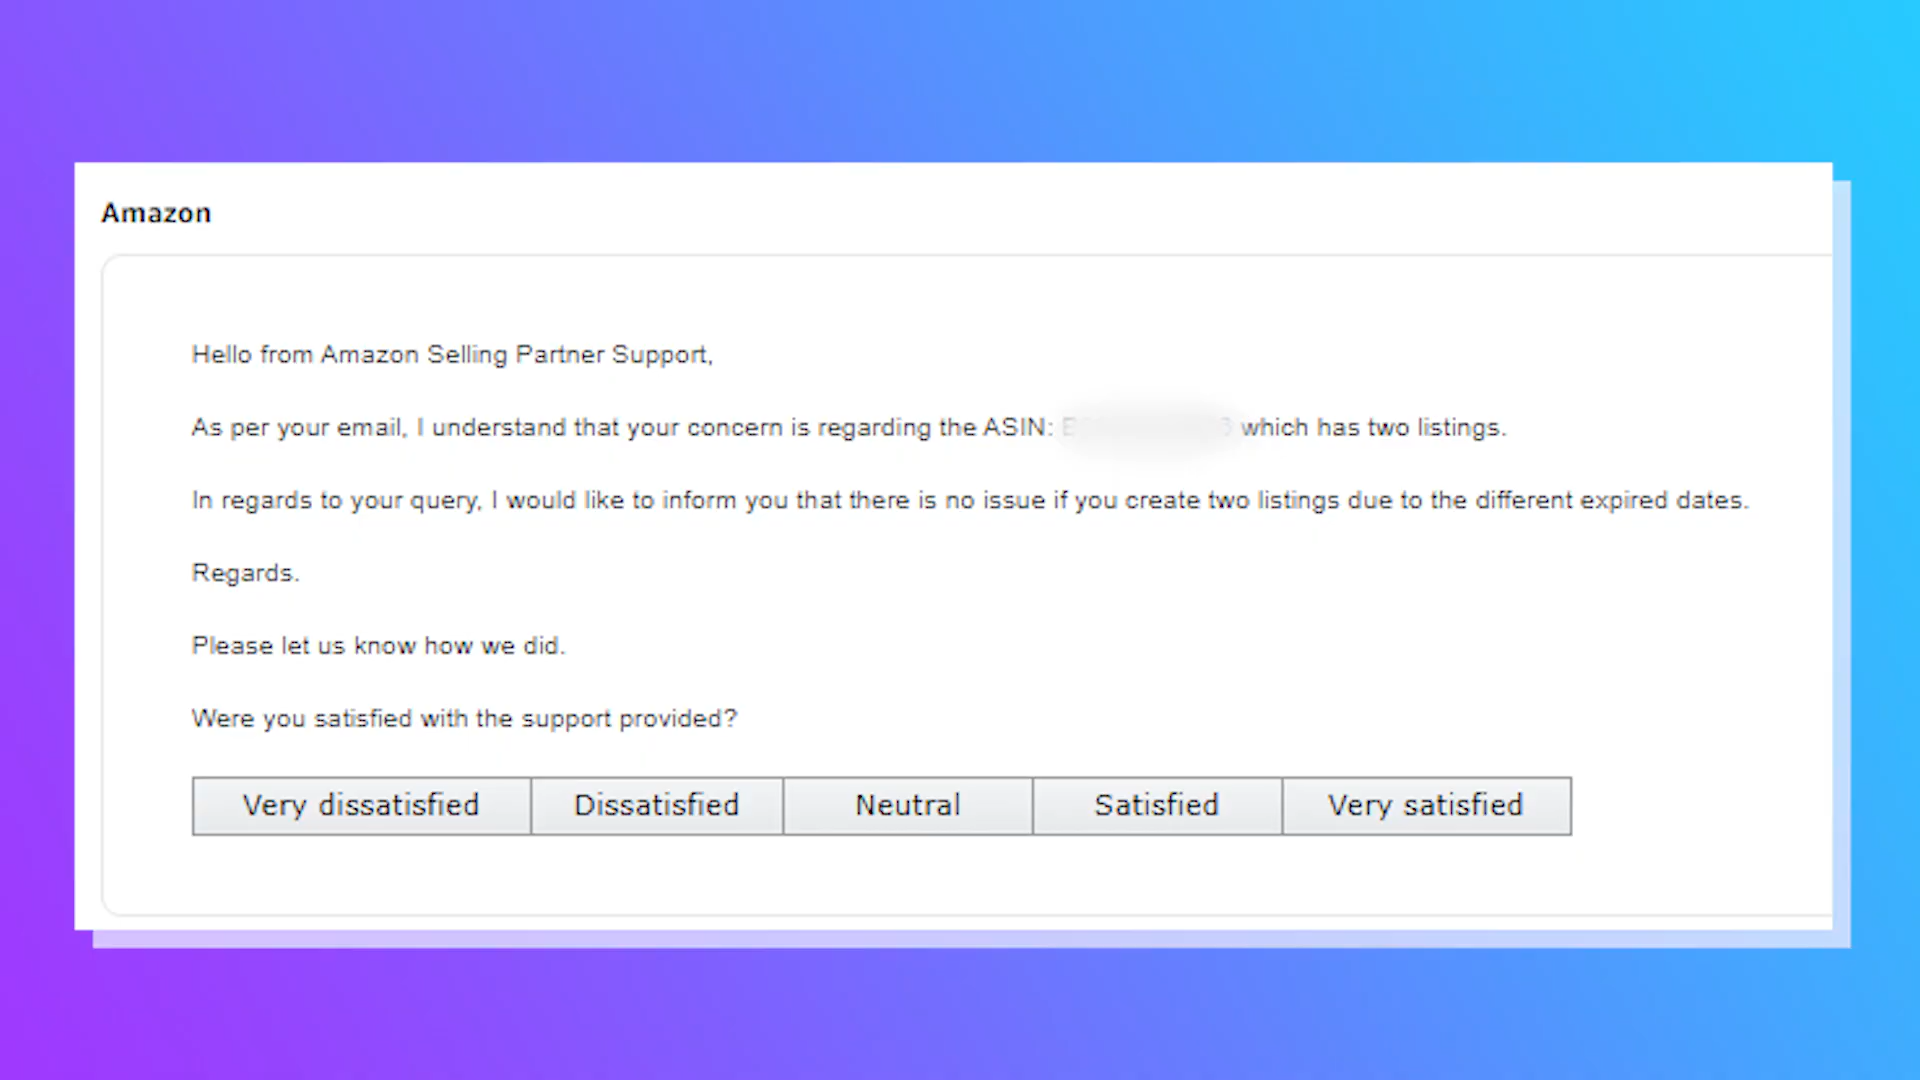 Amazon
Hello from Amazon Selling Partner Support,
As per your email, I understand that your concern is regarding the ASIN: which has two listings.
In regards to your query, I would like to inform you that there is no issue if you create two listings due to the different expired dates.
Regards.
Please let us know how we did.
Were you satisfied with the support provided?
Very dissatisfied Dissatisfied Neutral Satisfied Very satisfied